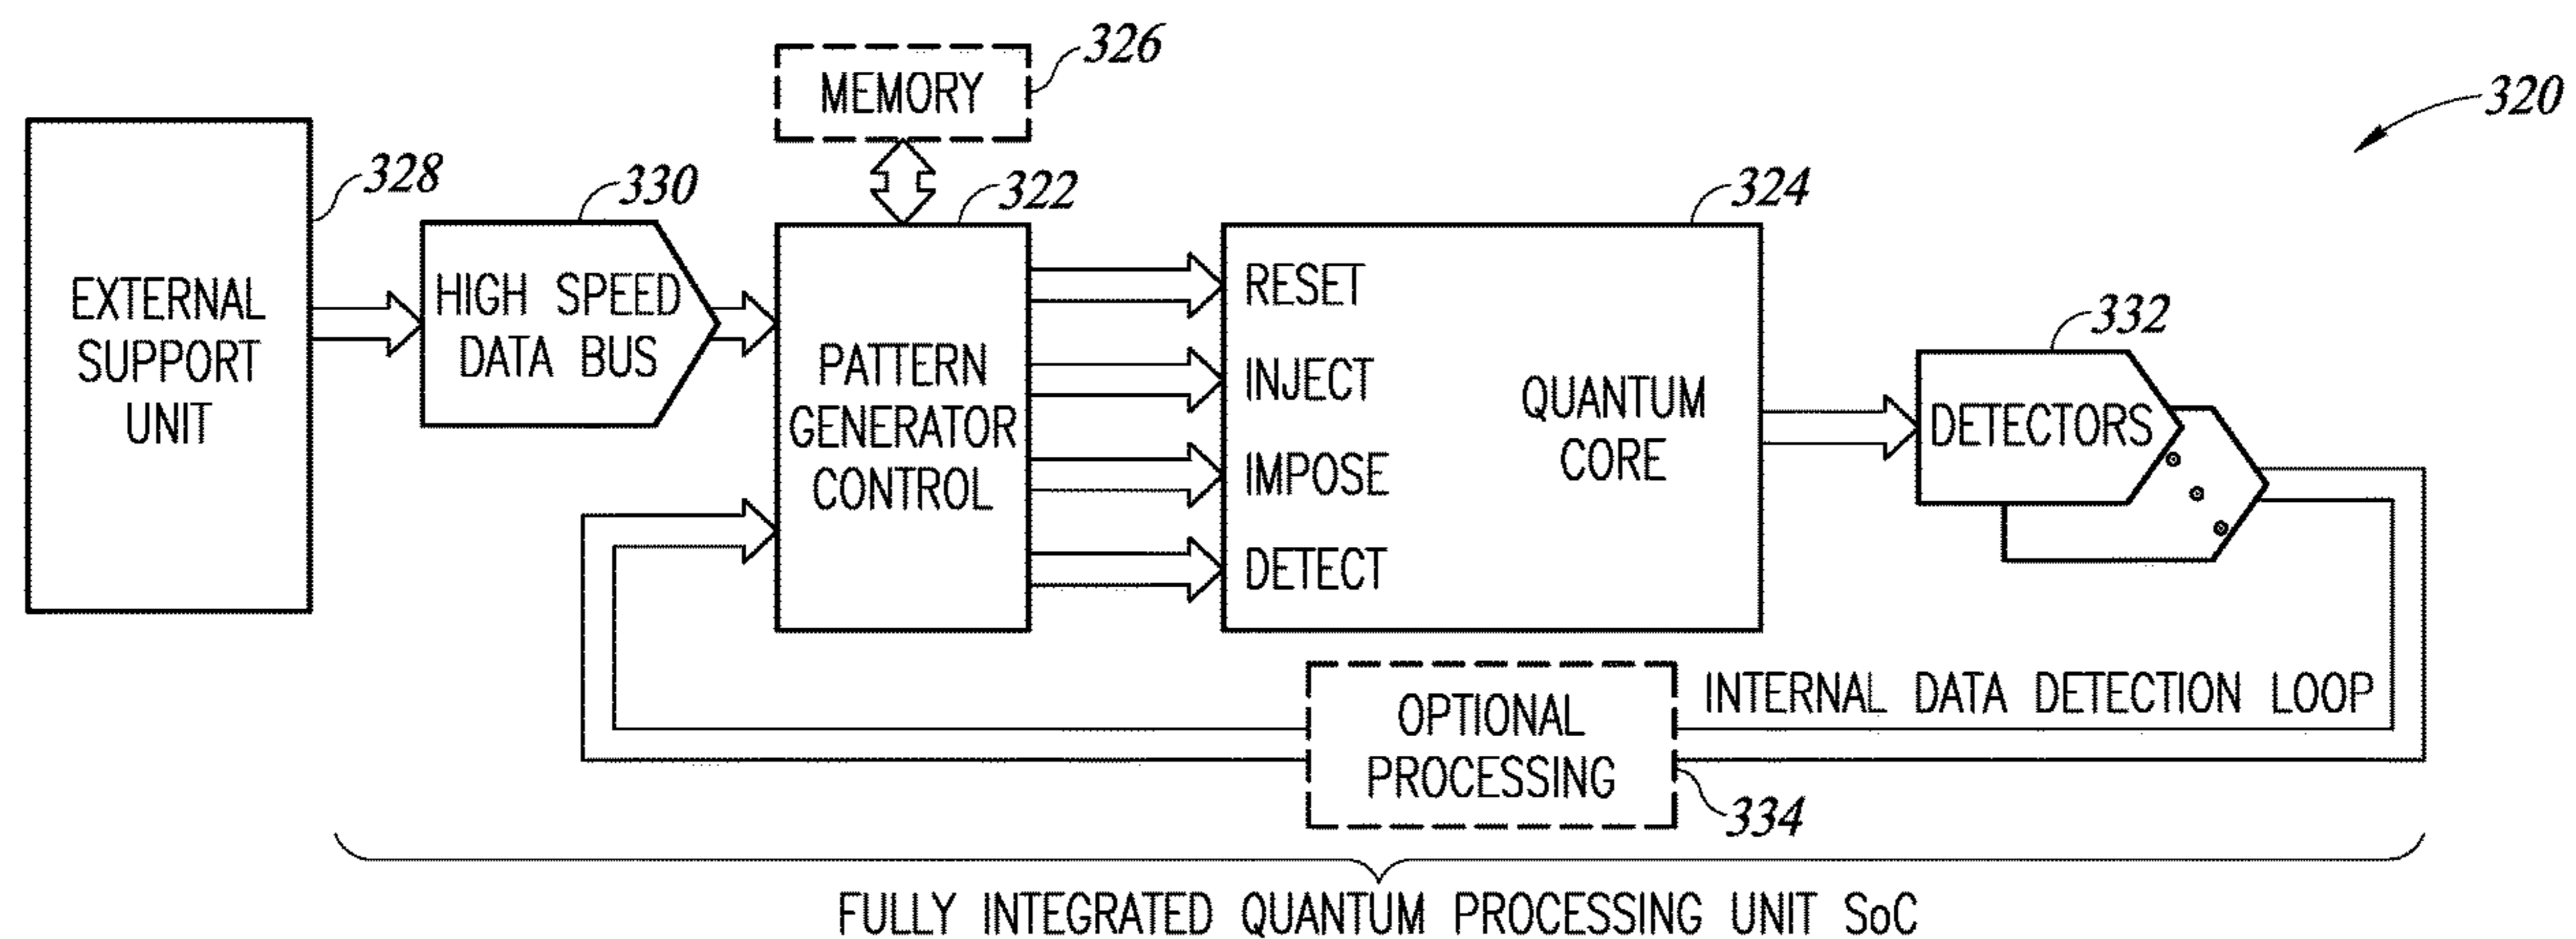 MEMORY
326
320
EXTERNAL
SUPPORT
UNIT
328
HIGH SPEED
DATA BUS
330
PATTERN
GENERATOR
CONTROL
322
RESET
INJECT
IMPOSE
DETECT
QUANTUM
CORE
324
DETECTORS
332
OPTIONAL
PROCESSING
334
INTERNAL DATA DETECTION LOOP
FULLY INTEGRATED QUANTUM PROCESSING UNIT SoC